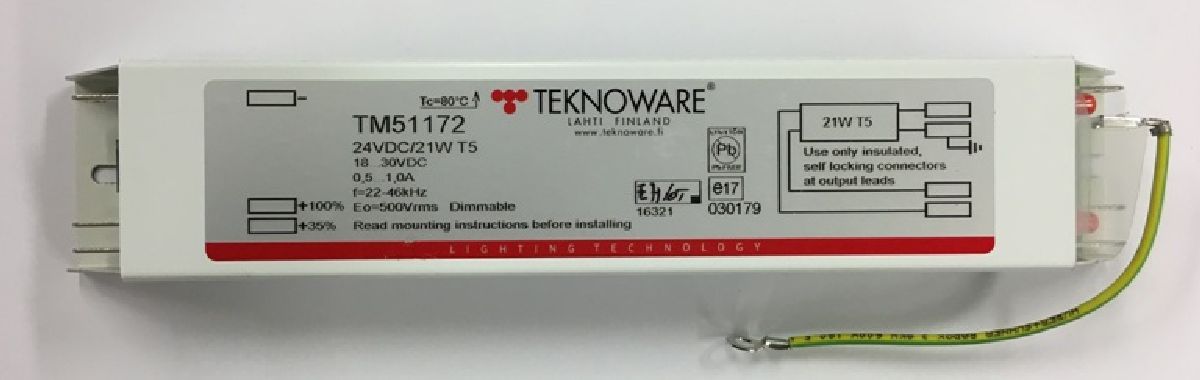 −
Tc=80°C
TEKNOWARE®
LAHTI FINLAND
www.teknoware.fi
TM51172
24VDC/21W T5
18...30VDC
0,5...1,0A
f=22-46kHz
+100% Eo=500Vrms Dimmable
+35% Read mounting instructions before installing
Pb
16321
e17
030179
21W T5
Use only insulated,
self locking connectors
at output leads
LIGHTING TECHNOLOGY